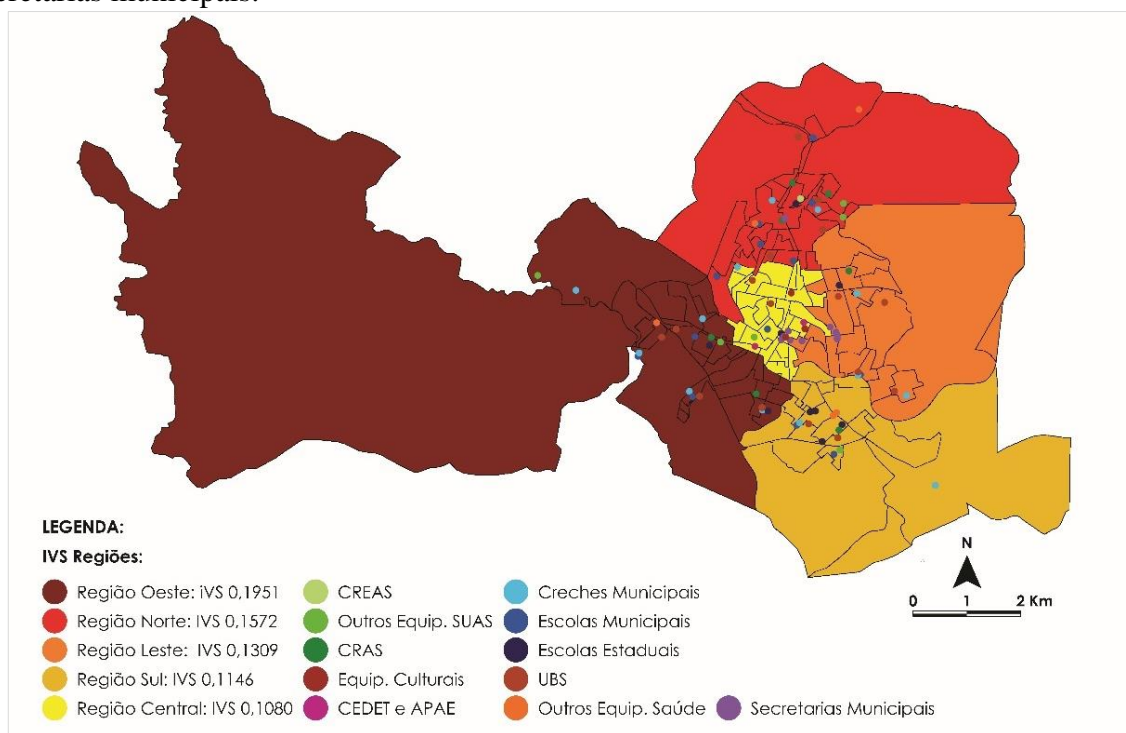 cretarias municipais.
N
0 1 2 Km
LEGENDA:
IVS Regiões:
Região Oeste: iVS 0,1951
Região Norte: IVS 0,1572
Região Leste: IVS 0,1309
Região Sul: IVS 0,1146
Região Central: IVS 0,1080
CREAS
Outros Equip. SUAS
CRAS
Equip. Culturais
CEDET e APAE
Creches Municipais
Escolas Municipais
Escolas Estaduais
UBS
Outros Equip. Saúde
Secretarias Municipais